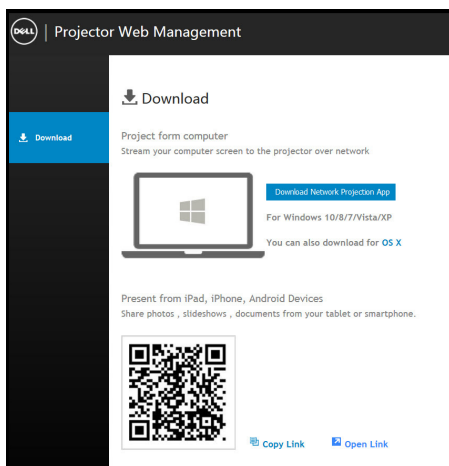 DELL | Projector Web Management
Download
Download
Project form computer
Stream your computer screen to the projector over network
Download Network Projection App
For Windows 10/8/7/Vista/XP
You can also download for OS X
Present from iPad, iPhone, Android Devices
Share photos , slideshows , documents from your tablet or smartphone.
Copy Link Open Link